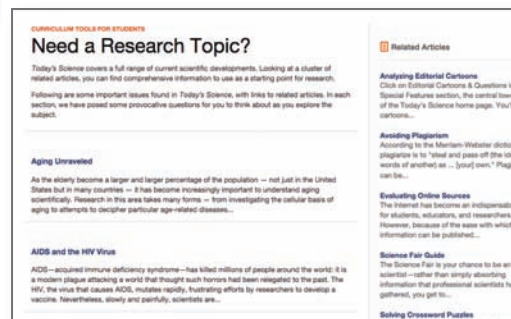 CURRICULUM TOOLS FOR STUDENTS
Need a Research Topic?
Today's Science covers a full range of current scientific developments. Looking at a cluster of
related articles, you can find comprehensive information to use as a starting point for research.
Following are some important issues found in Today's Science, with links to related articles. In each
section, we have posed some provocative questions for you to think about as you explore the
subject.
Aging Unraveled
As the elderly become a larger and larger percentage of the population — not just in the United
States but in many countries — it has become increasingly important to understand aging
scientifically. Research in this area takes many forms — from investigating the cellular basis of
aging to attempts to decipher particular age-related diseases...
AIDS and the HIV Virus
AIDS—acquired immune deficiency syndrome—has killed millions of people around the world: it is
a modern plague attacking a world that thought such horrors had been relegated to the past. The
HIV, the virus that causes AIDS, mutates rapidly, frustrating efforts by researchers to develop a
vaccine. Nevertheless, slowly and painfully, scientists are...
Related Articles
Analyzing Editorial Cartoons
Click on Editorial Cartoons & Questions
Special Features section, the central
of the Today's Science home page.
cartoons...
Avoiding Plagiarism
According to the Merriam-Webster
plagiarize is to "steal and pass off
words of another) as ... [your] own."
can be...
Evaluating Online Sources
The Internet has become an
for students, educators, and researchers.
However, because of the ease with which
information can be published...
Science Fair Guide
The Science Fair is your chance to be an
scientist—rather than simply absorbing
information that professional scientists
gathered, you get to...
Solving Crossword Puzzles